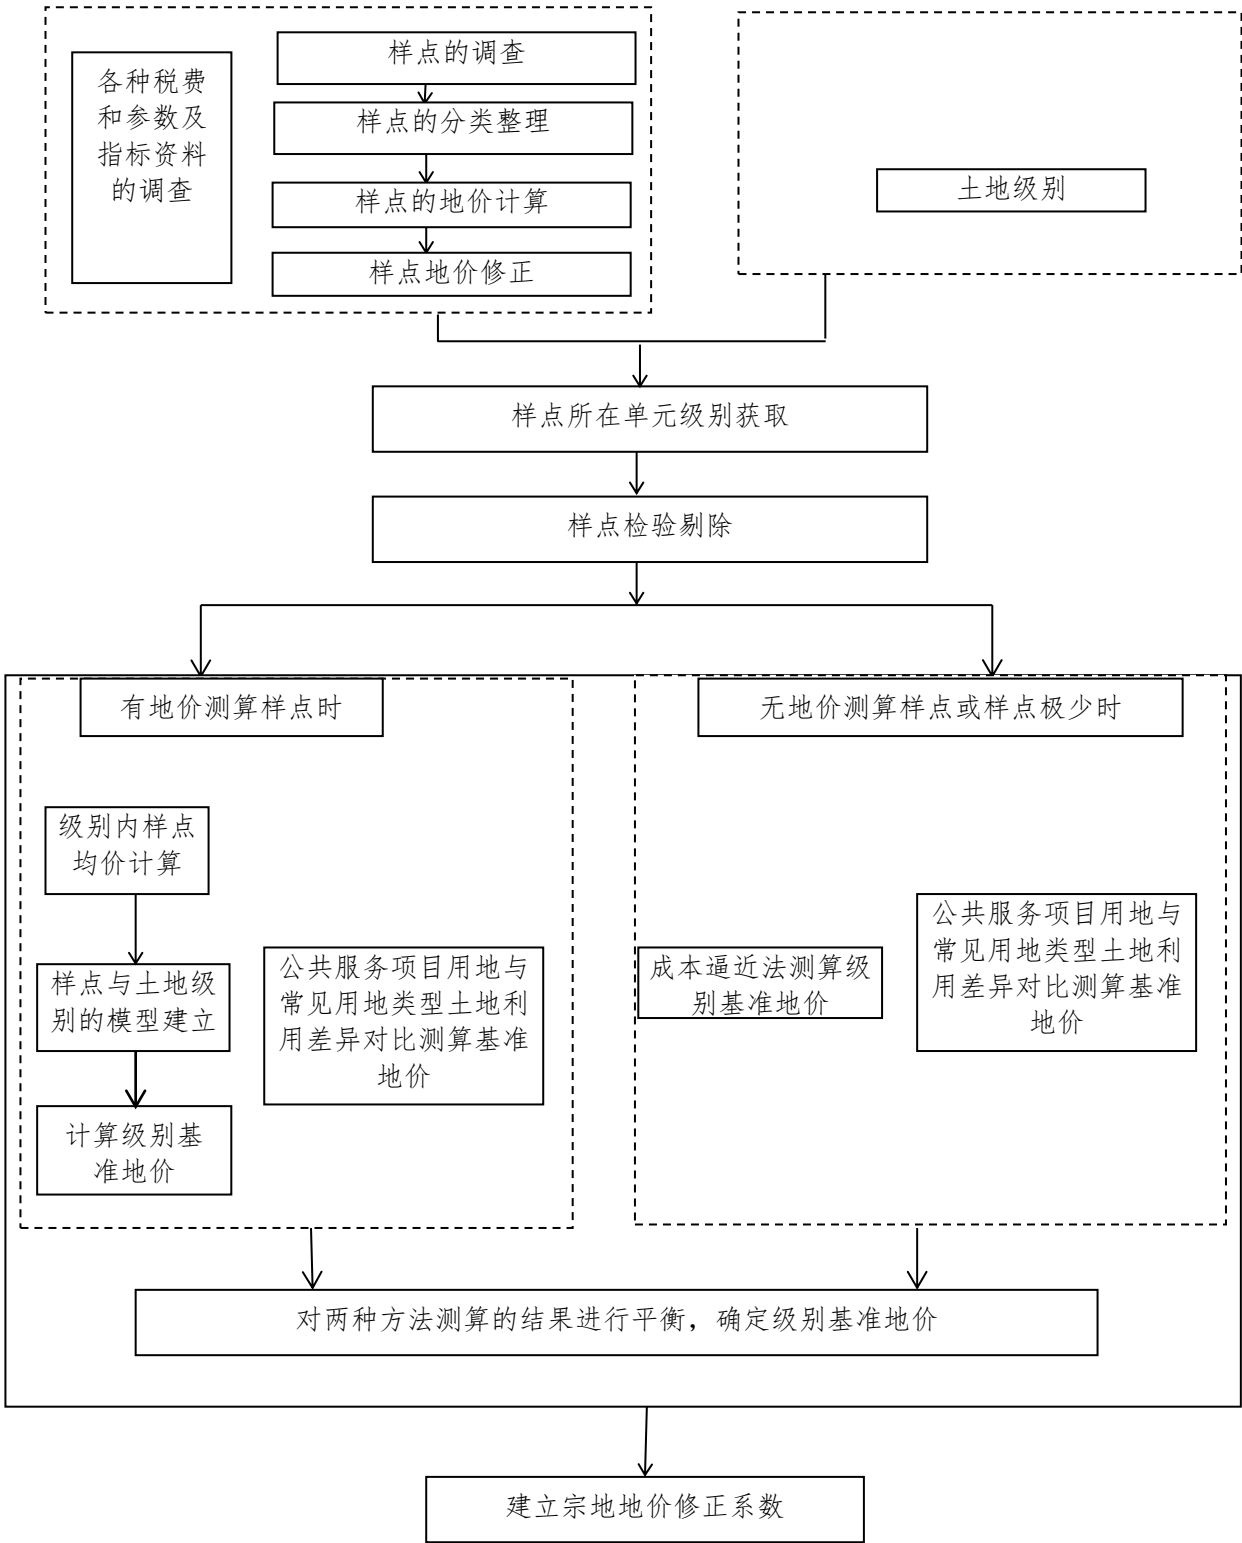 各种税费
和参数及
指标资料
的调查
样点的调查
样点的分类整理
样点的地价计算
样点地价修正
土地级别
样点所在单元级别获取
样点检验剔除
有地价测算样点时
级别内样点
均价计算
样点与土地级
别的模型建立
计算级别基
准地价
公共服务项目用地与
常见用地类型土地利
用差异对比测算基准
地价
无地价测算样点或样点极少时
成本逼近法测算级
别基准地价
公共服务项目用地与
常见用地类型土地利
用差异对比测算基准
地价
对两种方法测算的结果进行平衡，确定级别基准地价
建立宗地地价修正系数